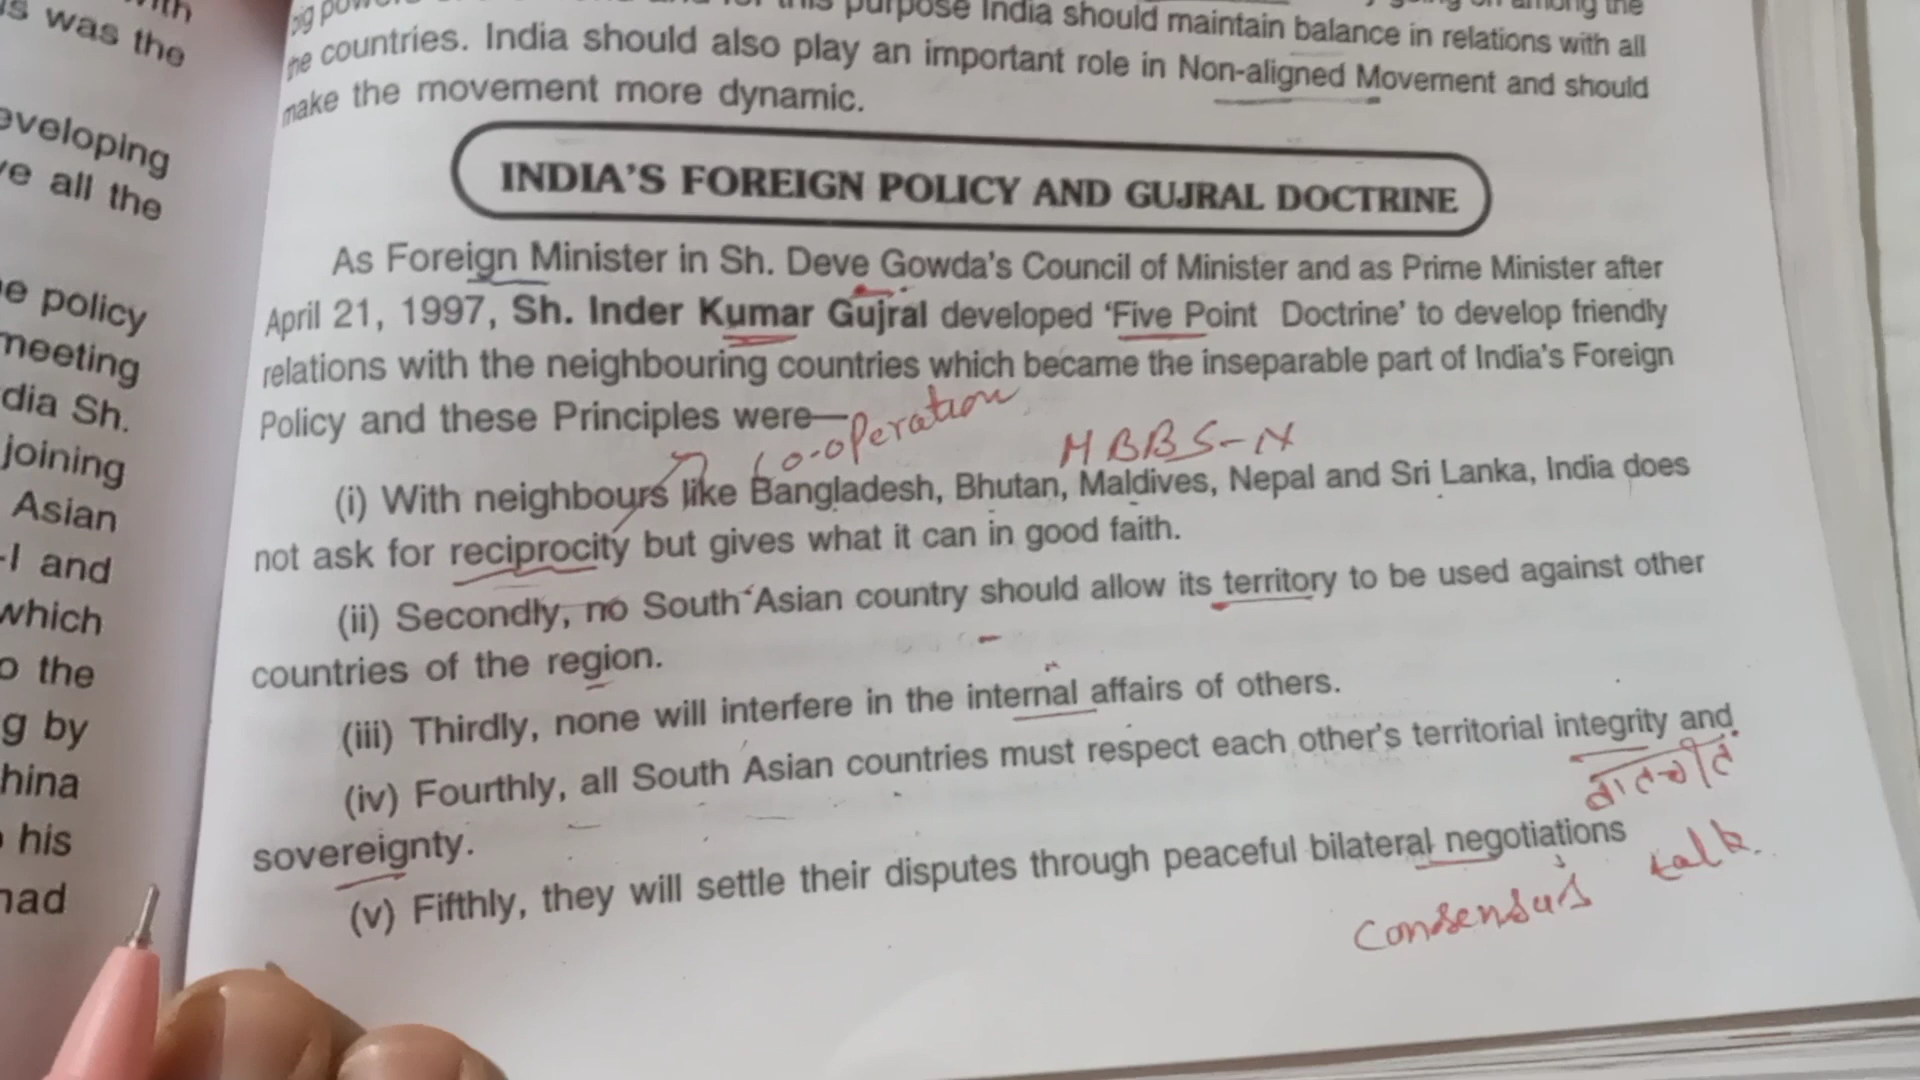 is was the
eveloping
e all the
e policy
meeting
dia Sh.
joining
Asian
-I and
which
o the
g by
hina
his
had
big purpose India should maintain balance in relations with all
the countries. India should also play an important role in Non-aligned Movement and should
make the movement more dynamic.
INDIA'S FOREIGN POLICY AND GUJRAL DOCTRINE
As Foreign Minister in Sh. Deve Gowda's Council of Minister and as Prime Minister after
April 21, 1997, Sh. Inder Kumar Gujral developed 'Five Point Doctrine' to develop friendly
relations with the neighbouring countries which became the inseparable part of India's Foreign
Policy and these Principles were—
co-operation
MBBS-N
(i) With neighbours like Bangladesh, Bhutan, Maldives, Nepal and Sri Lanka, India does
not ask for reciprocity but gives what it can in good faith.
(ii) Secondly, no South Asian country should allow its territory to be used against other
countries of the region.
(iii) Thirdly, none will interfere in the internal affairs of others.
(iv) Fourthly, all South Asian countries must respect each other's territorial integrity and
sovereignty.
बातचीत
(v) Fifthly, they will settle their disputes through peaceful bilateral negotiations
talk
Consensus